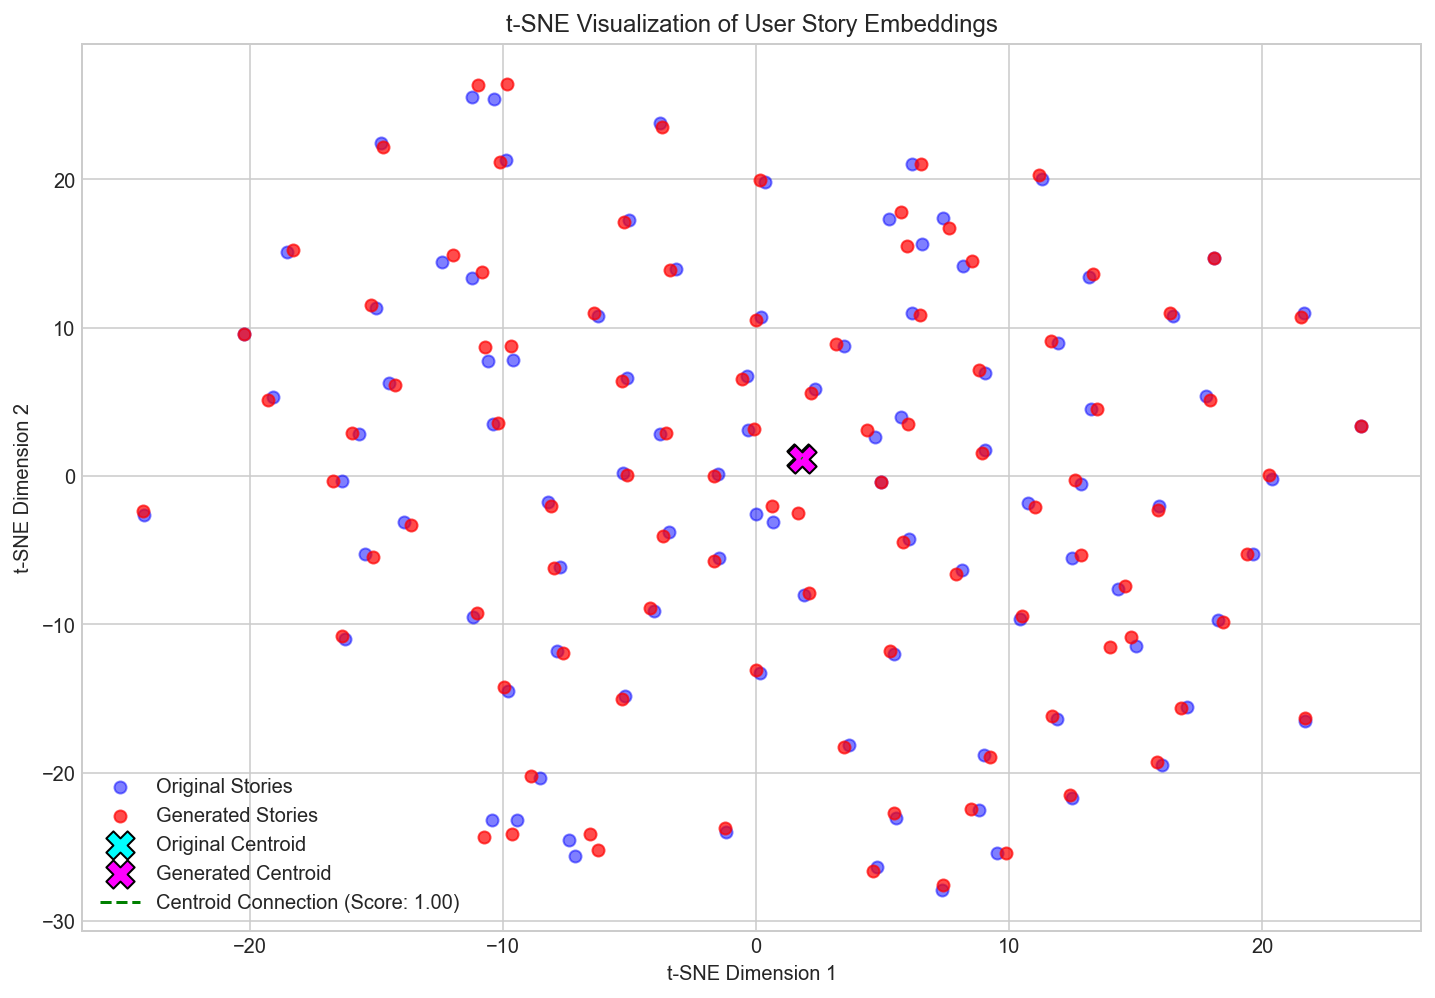 t-SNE Visualization of User Story Embeddings
t-SNE Dimension 2
20
10
0
−10
−20
−30
Original Stories
Generated Stories
Original Centroid
Generated Centroid
Centroid Connection (Score: 1.00)
−20
−10
0
10
20
t-SNE Dimension 1